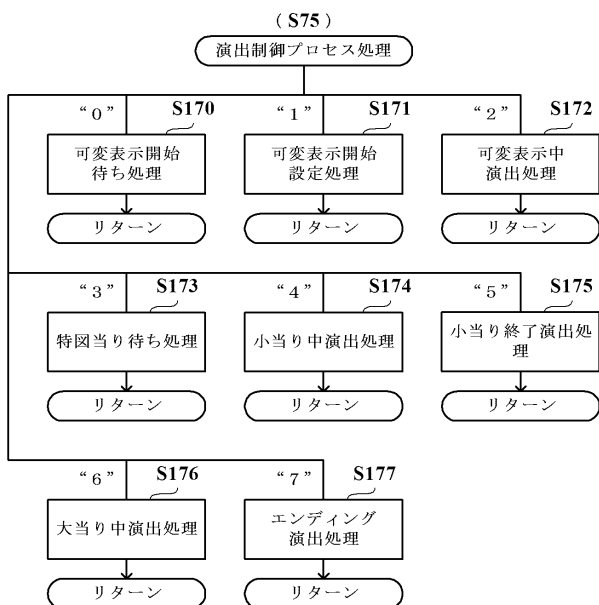 （S75）
演出制御プロセス処理
“０”
S170
“１”
S171
“２”
S172
可変表示開始
待ち処理
可変表示開始
設定処理
可変表示中
演出処理
リターン
リターン
リターン
“３”
S173
“４”
S174
“５”
S175
特図当り待ち処理
小当り中演出処理
小当り終了演出処
理
リターン
リターン
リターン
“６”
S176
“７”
S177
大当り中演出処理
エンディング
演出処理
リターン
リターン